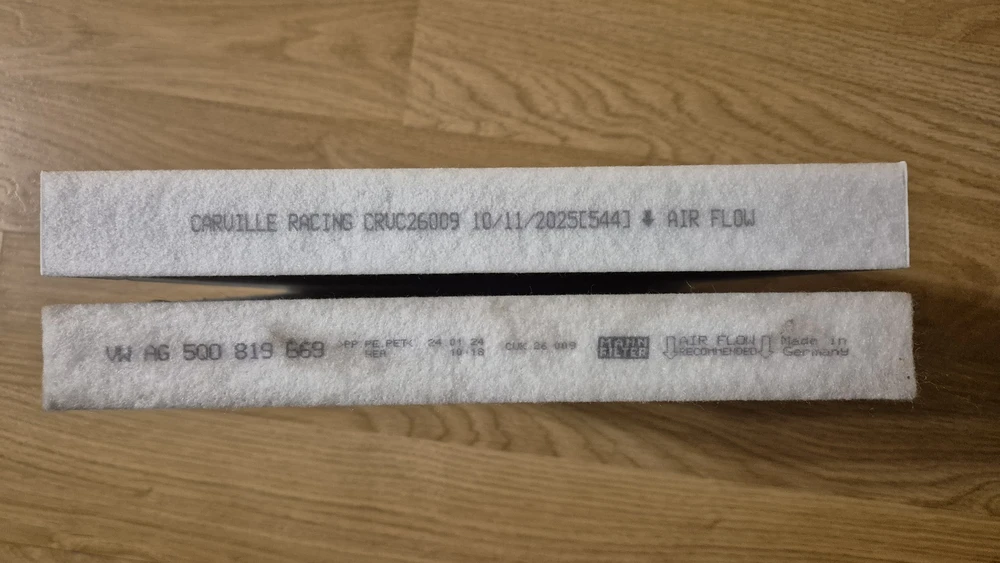 CARVILLE RACING CRVC26009 10/11/2025[544] ⬇ AIR FLOW
VW AG 5Q0 819 669 >PP PE PET< 24 01 24 CUK 26 009 MANN AIR FLOW Made in
GEA 10:18 FILTER RECOMMENDED Germany